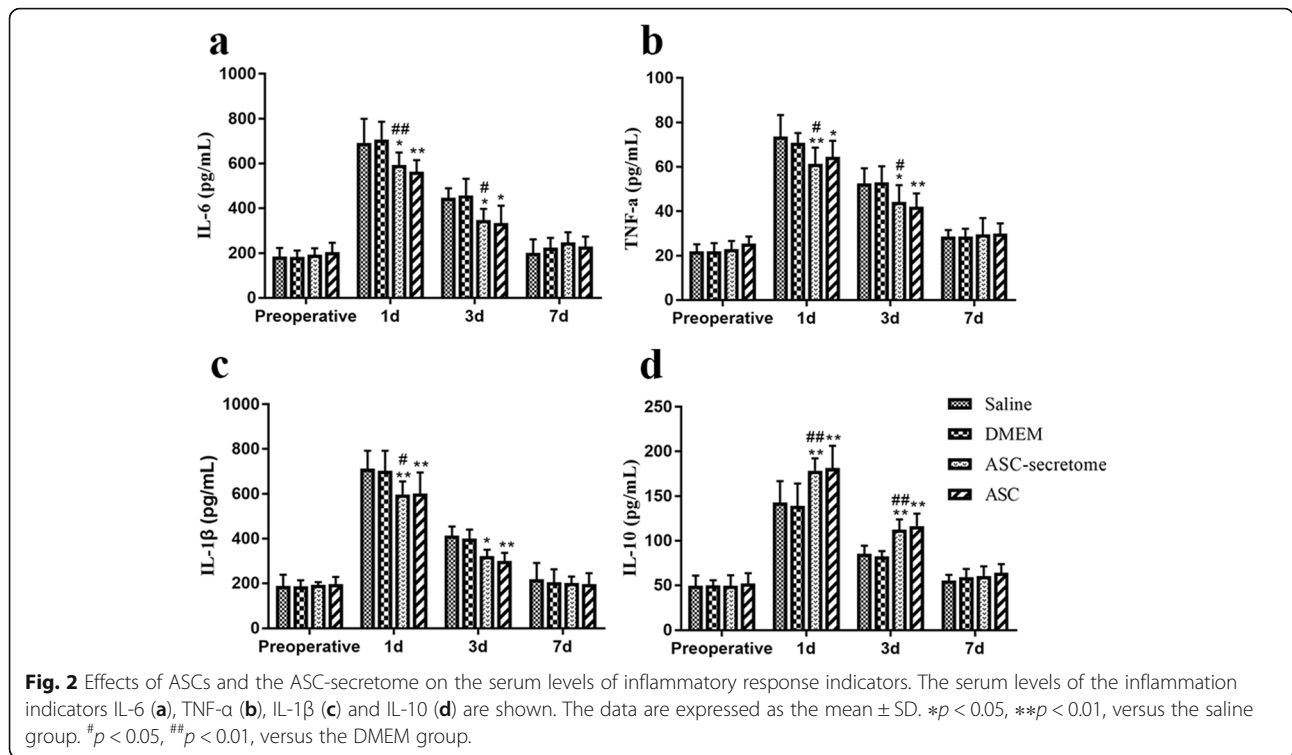 a
IL-6 (pg/mL)
1000
800
600
400
200
0
##
*
**
#
*
*
Preoperative 1d 3d 7d
b
TNF-a (pg/mL)
100
80
60
40
20
0
#
**
*
#
*
**
Preoperative 1d 3d 7d
c
IL-1β (pg/mL)
1000
800
600
400
200
0
#
**
**
*
**
Preoperative 1d 3d 7d
d
IL-10 (pg/mL)
250
200
150
100
50
0
##
**
**
##
**
**
Preoperative 1d 3d 7d
Saline
DMEM
ASC-secretome
ASC
Fig. 2 Effects of ASCs and the ASC-secretome on the serum levels of inflammatory response indicators. The serum levels of the inflammation
indicators IL-6 (a), TNF-α (b), IL-1β (c) and IL-10 (d) are shown. The data are expressed as the mean ± SD. *p < 0.05, **p < 0.01, versus the saline
group. #p < 0.05, ##p < 0.01, versus the DMEM group.